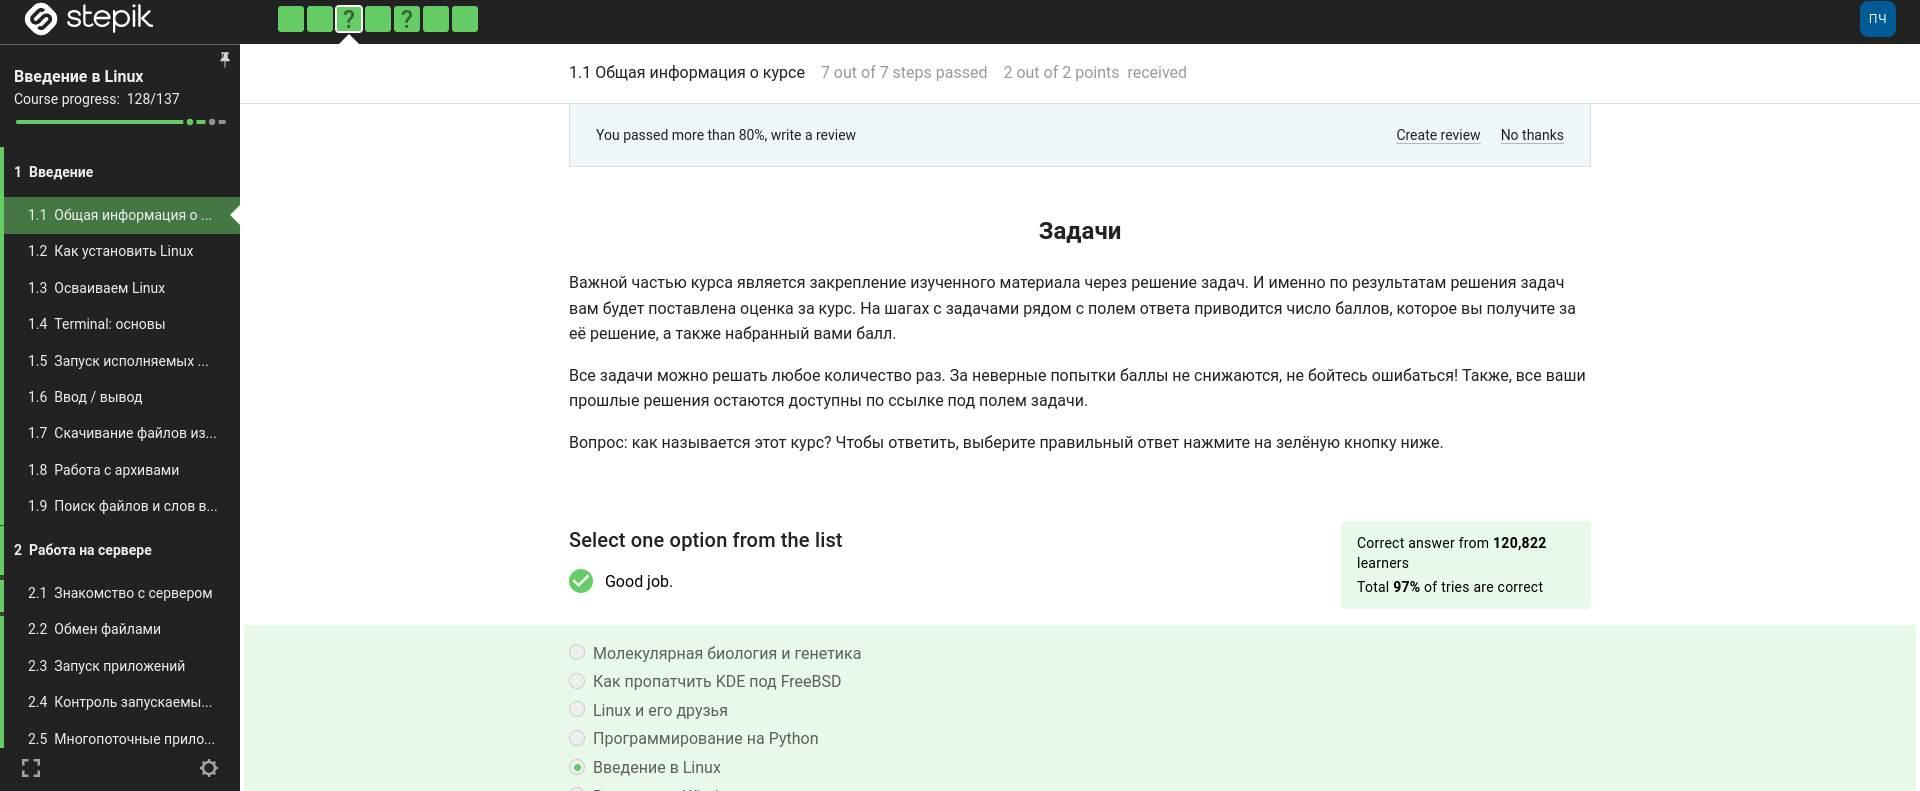 stepik
?
?
ПЧ
Введение в Linux
Course progress: 128/137
1 Введение
1.1 Общая информация о ...
1.2 Как установить Linux
1.3 Осваиваем Linux
1.4 Terminal: основы
1.5 Запуск исполняемых ...
1.6 Ввод / вывод
1.7 Скачивание файлов из...
1.8 Работа с архивами
1.9 Поиск файлов и слов в...
2 Работа на сервере
2.1 Знакомство с сервером
2.2 Обмен файлами
2.3 Запуск приложений
2.4 Контроль запускаемы...
2.5 Многопоточные прило...
1.1 Общая информация о курсе 7 out of 7 steps passed 2 out of 2 points received
You passed more than 80%, write a review Create review No thanks
Задачи
Важной частью курса является закрепление изученного материала через решение задач. И именно по результатам решения задач
вам будет поставлена оценка за курс. На шагах с задачами рядом с полем ответа приводится число баллов, которое вы получите за
её решение, а также набранный вами балл.
Все задачи можно решать любое количество раз. За неверные попытки баллы не снижаются, не бойтесь ошибаться! Также, все ваши
прошлые решения остаются доступны по ссылке под полем задачи.
Вопрос: как называется этот курс? Чтобы ответить, выберите правильный ответ нажмите на зелёную кнопку ниже.
Select one option from the list
Good job.
Correct answer from 120,822
learners
Total 97% of tries are correct
Молекулярная биология и генетика
Как пропатчить KDE под FreeBSD
Linux и его друзья
Программирование на Python
Введение в Linux